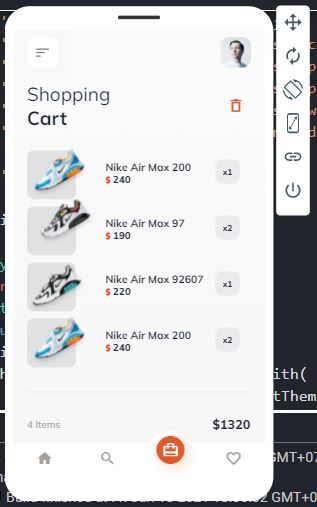 Shopping
Cart
Nike Air Max 200
$ 240
x1
Nike Air Max 97
$ 190
x2
Nike Air Max 92607
$ 220
x1
Nike Air Max 200
$ 240
x2
ith(
tThem
4 Items
$1320
GMT+07
GMT+0